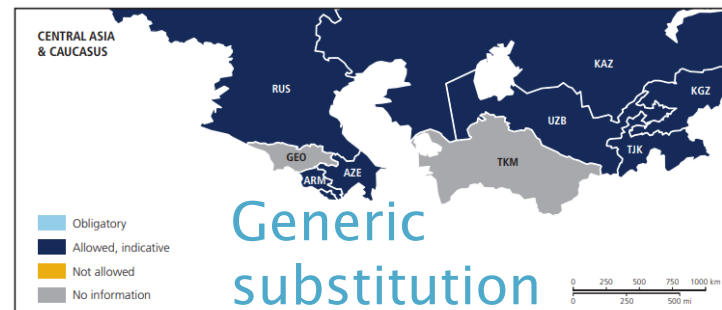 CENTRAL ASIA
& CAUCASUS
RUS
KAZ
KGZ
UZB
TJK
GEO
TKM
ARM
AZE
Generic
substitution
Obligatory
Allowed, indicative
Not allowed
No information
0 250 500 750 1000 km
0 250 500 mi